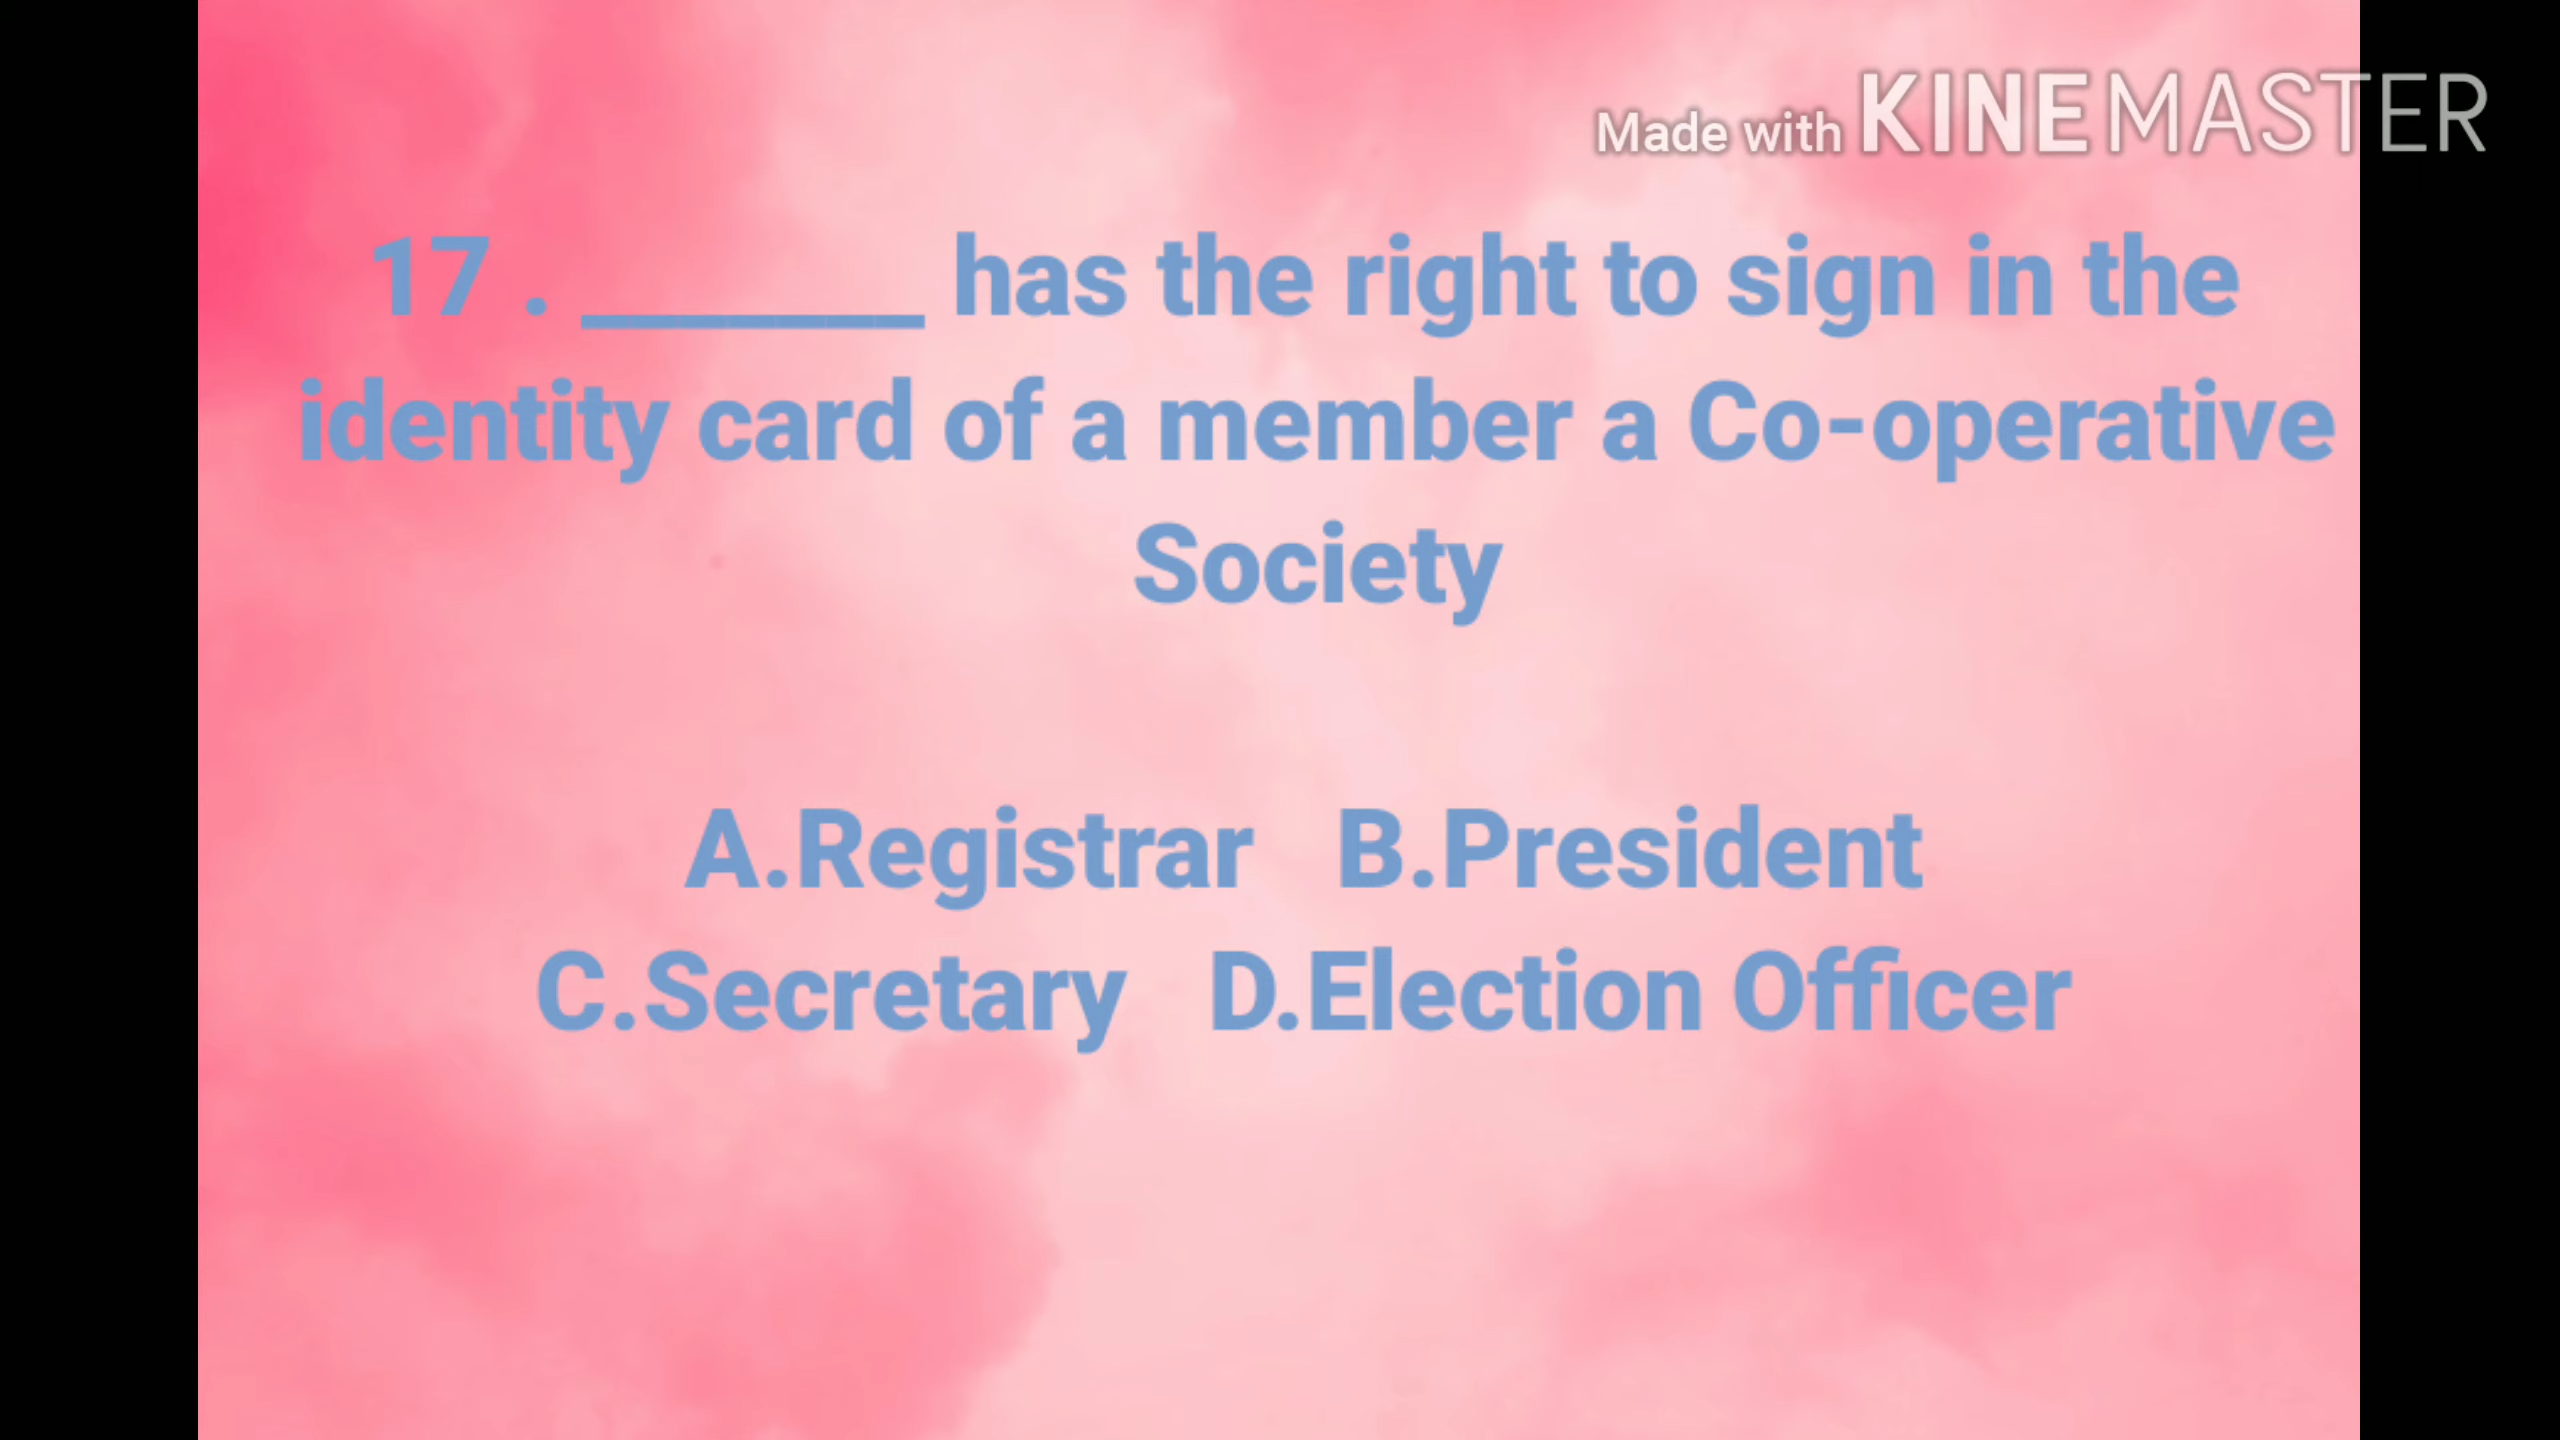 Made with KINEMASTER
17 . _______ has the right to sign in the
identity card of a member a Co-operative
Society
A.Registrar B.President
C.Secretary D.Election Officer